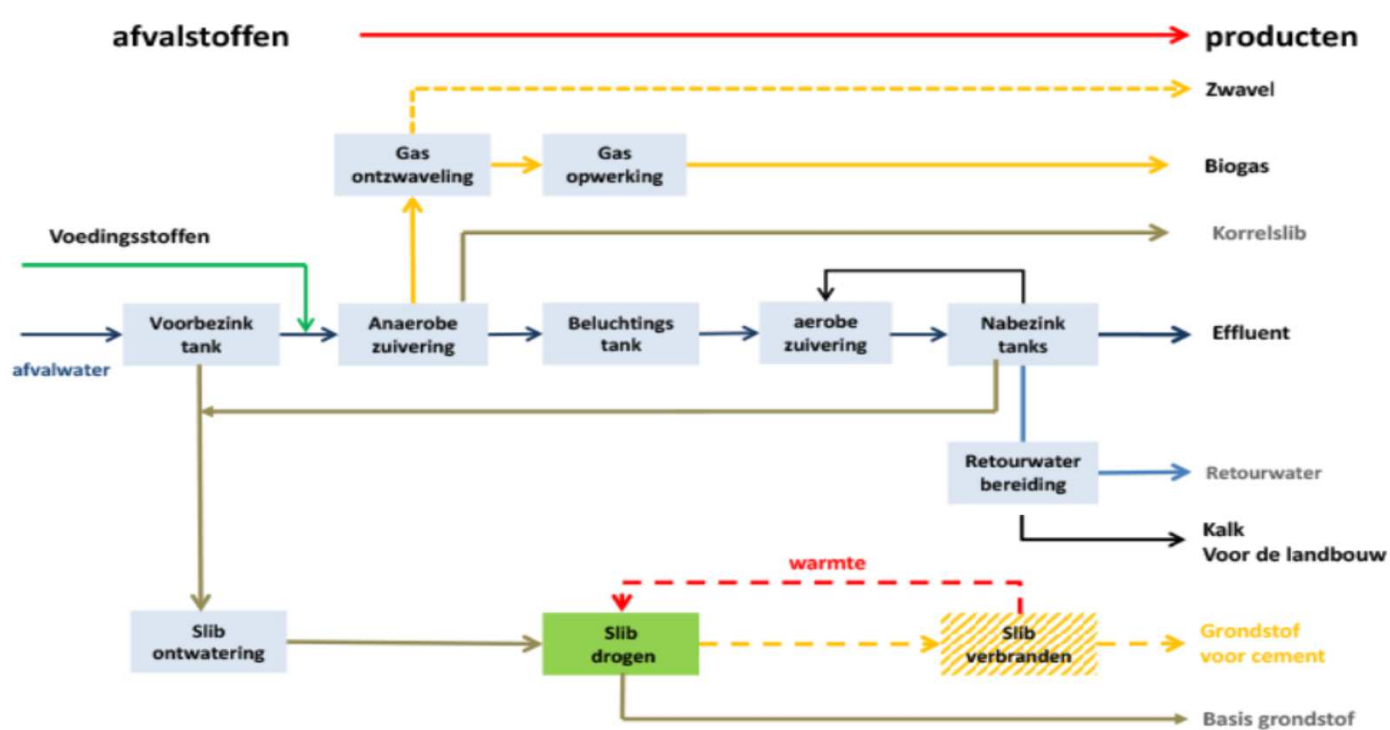 afvalstoffen
producten
Zwavel
Gas
ontzwaveling
Gas
opwerking
Biogas
Voedingsstoffen
Korrelslib
Voorbezink
tank
Anaerobe
zuivering
Beluchtings
tank
aerobe
zuivering
Nabezink
tanks
Effluent
afvalwater
Retourwater
bereiding
Retourwater
Kalk
Voor de landbouw
warmte
Slib
ontwatering
Slib
drogen
Slib
verbranden
Grondstof
voor cement
Basis grondstof